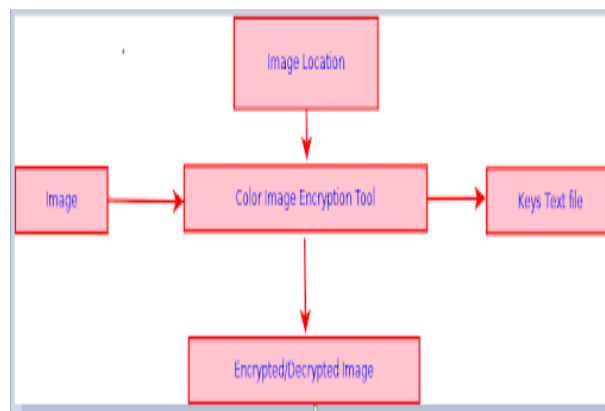 Image Location
Image
Color Image Encryption Tool
Keys Text file
Encrypted/Decrypted Image